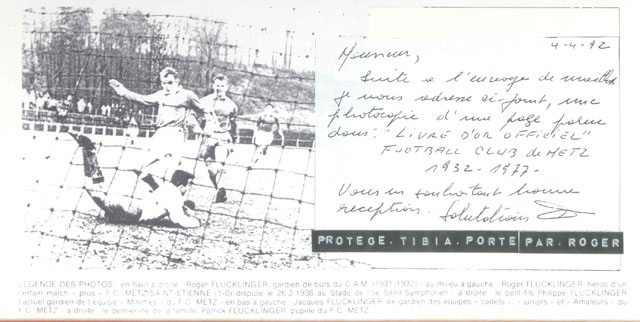 4-4-92
Monsieur,
Suite à l'envoye de
Je vous adresse ci-joint, une
photocopie d'une page parue
dans: "LIVRE D'OR OFFICIEL"
FOOTBALL CLUB de METZ
1932-1977-
Vous en souhaitant bonne
réception. Salutations
PROTEGE.TIBIA.PORTE PAR.ROGER
LEGENDE DES PHOTOS en haut à droite Roger FLUCKLINGER, gardien de buts du C.A.M. (1931-1932) - au milieu à gauche Roger FLUCKLINGER, héros d'un
certain match « pros » F.C. METZ-SAINT-ETIENNE (1-0) disputé le 26.2.1938 au Stade de l'Ile Saint-Symphorien - à droite le petit-fils Philippe FLUCKLINGER
l'actuel gardien de l'équipe « Minimes » du F.C. METZ - en bas à gauche Jacques FLUCKLINGER ex-gardien des équipes « cadets », « juniors » et « Amateurs » du
F.C. METZ - à droite le dernier-né de la famille, Patrick FLUCKLINGER, pupille du F.C. METZ